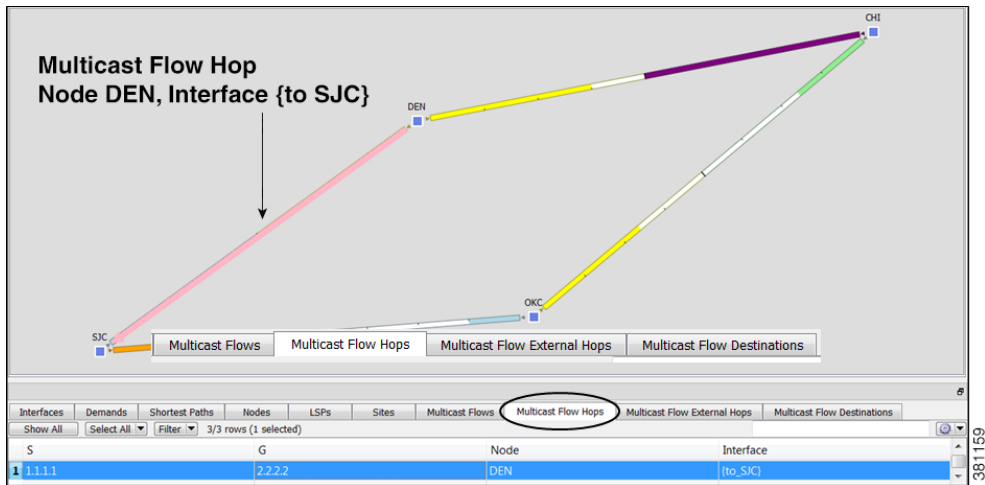 CHI
Multicast Flow Hop
Node DEN, Interface {to SJC}
DEN
OKC
SJC
Multicast Flows Multicast Flow Hops Multicast Flow External Hops Multicast Flow Destinations
Interfaces Demands Shortest Paths Nodes LSPs Sites Multicast Flows Multicast Flow Hops Multicast Flow External Hops Multicast Flow Destinations
Show All Select All Filter 3/3 rows (1 selected)
S G Node Interface
1 1.1.1.1 2.2.2.2 DEN {to_SJC}
381159